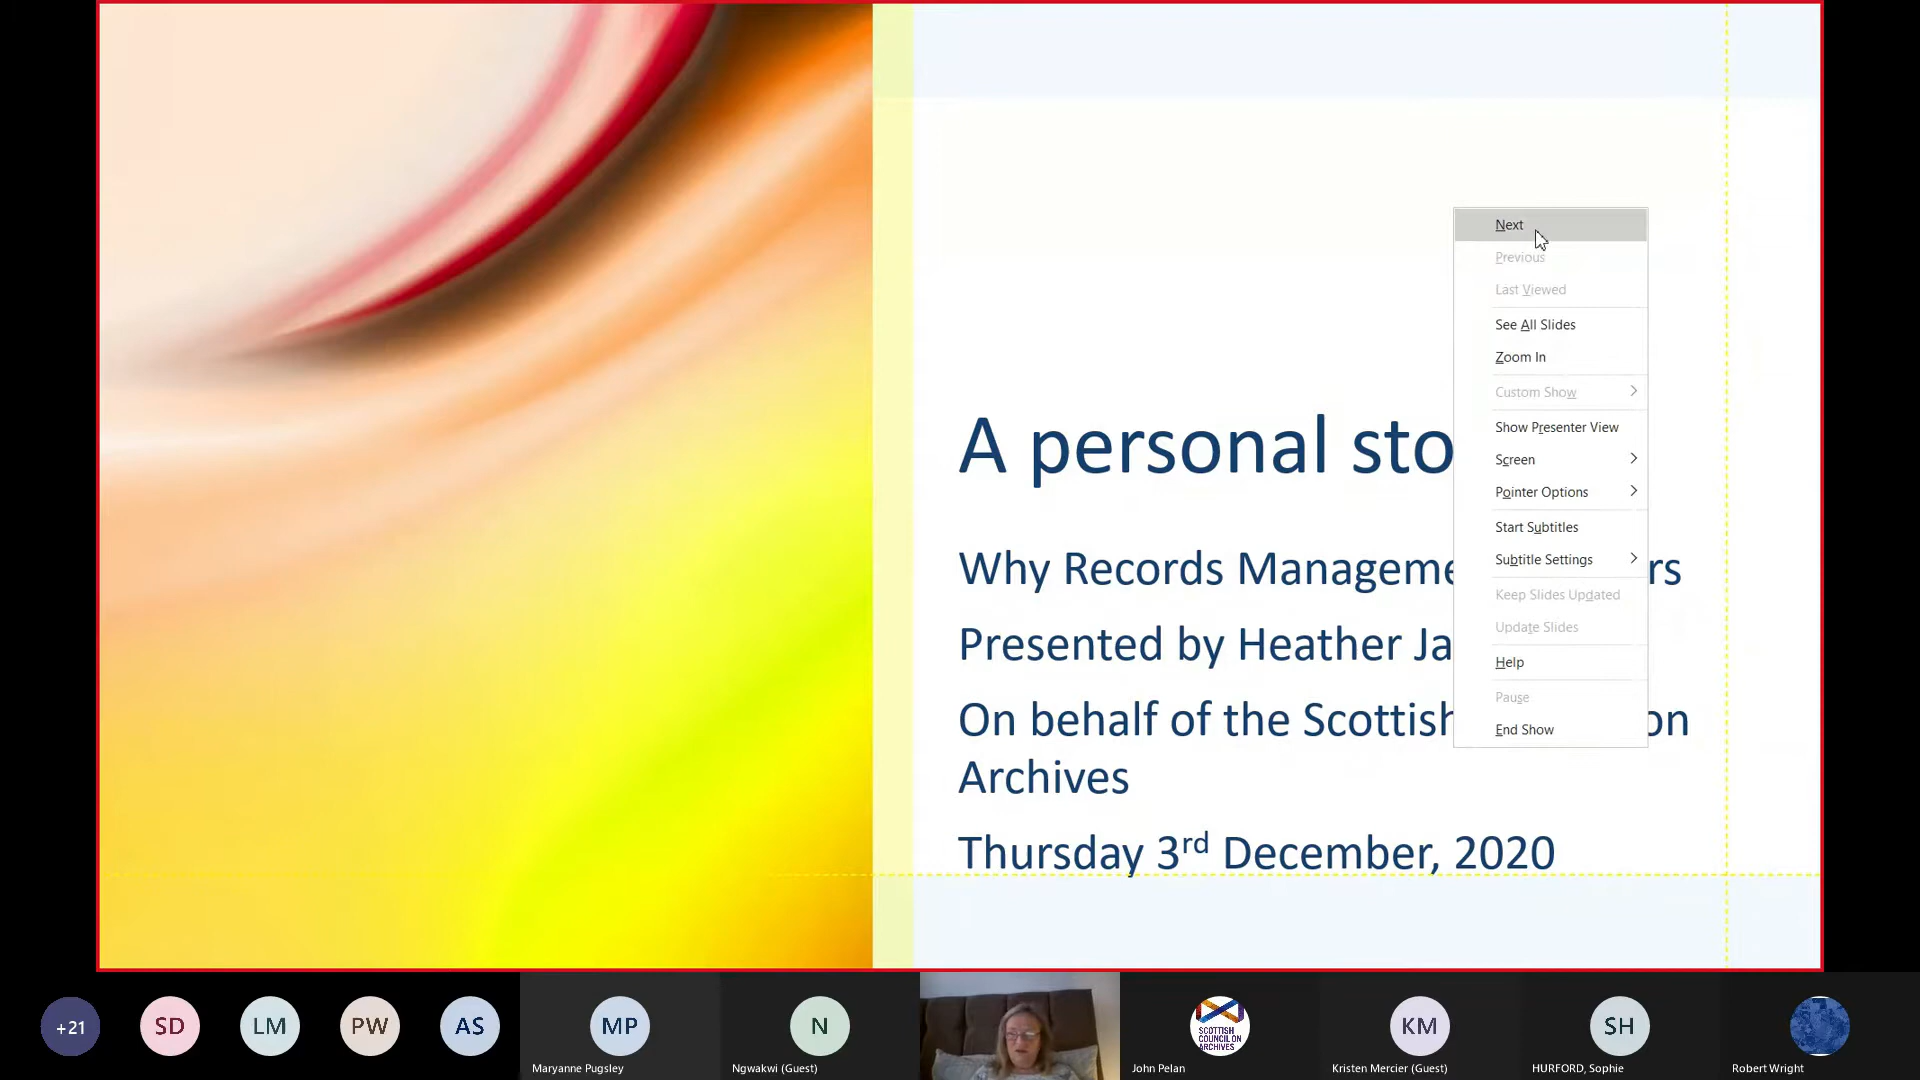 A personal sto
Why Records Manageme rs
Presented by Heather Ja
On behalf of the Scottish on
Archives
Thursday 3rd December, 2020
Next
Previous
Last Viewed
See All Slides
Zoom In
Custom Show
Show Presenter View
Screen
Pointer Options
Start Subtitles
Subtitle Settings
Keep Slides Updated
Update Slides
Help
Pause
End Show
+21
SD
LM
PW
AS
MP
Maryanne Pugsley
N
Ngwakwi (Guest)
SCOTTISH
COUNCIL ON
ARCHIVES
John Pelan
KM
Kristen Mercier (Guest)
SH
HURFORD, Sophie
Robert Wright